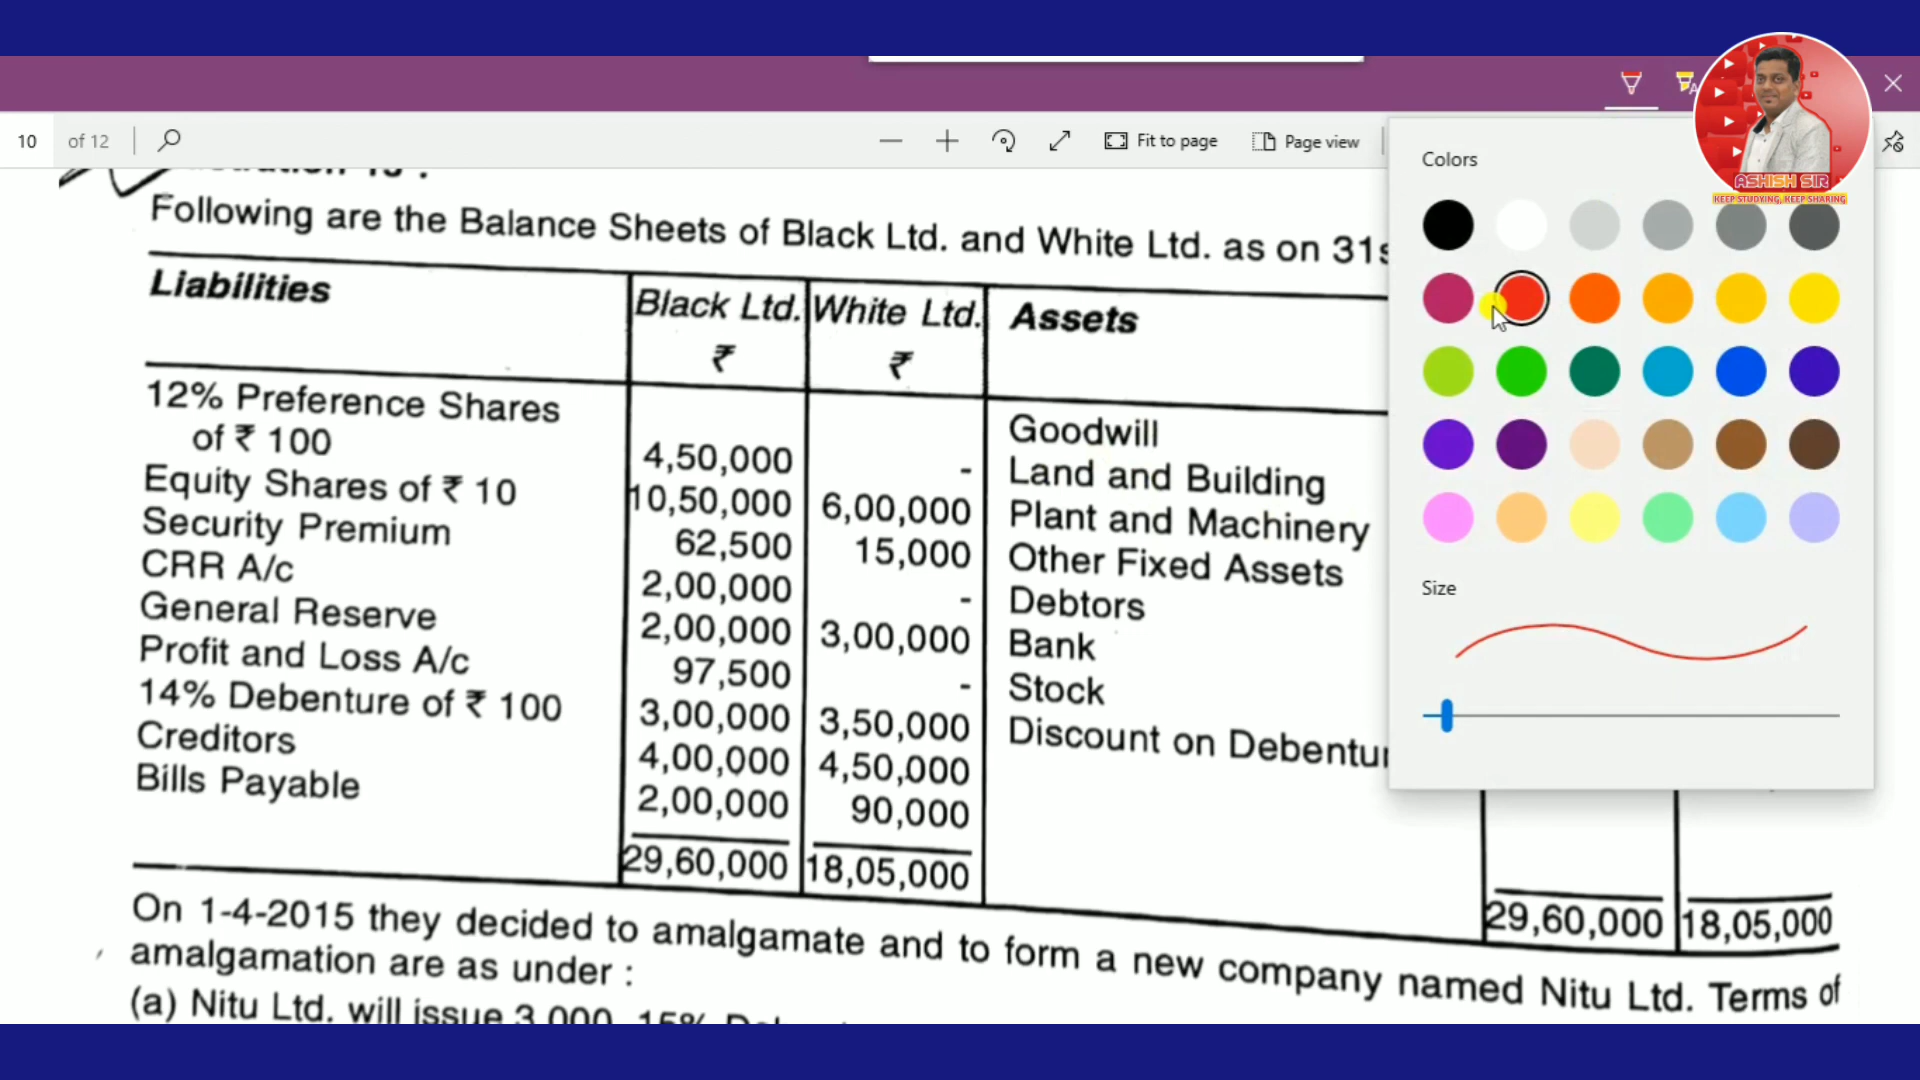 10 of 12
Fit to page
Page view
ASHISH SIR
KEEP STUDYING, KEEP SHARING
Colors
Size
Following are the Balance Sheets of Black Ltd. and White Ltd. as on
Liabilities Black Ltd. White Ltd. Assets
₹ ₹
12% Preference Shares Goodwill
of ₹ 100 4,50,000 - Land and Building
Equity Shares of ₹ 10 10,50,000 6,00,000 Plant and Machinery
Security Premium 62,500 15,000 Other Fixed Assets
CRR A/c 2,00,000 - Debtors
General Reserve 2,00,000 3,00,000 Bank
Profit and Loss A/c 97,500 - Stock
14% Debenture of ₹ 100 3,00,000 3,50,000 Discount on
Creditors 4,00,000 4,50,000
Bills Payable 2,00,000 90,000
29,60,000 18,05,000 29,60,000 18,05,000
On 1-4-2015 they decided to amalgamate and to form a new company named Nitu Ltd. Terms of
amalgamation are as under :
(a) Nitu Ltd. will issue 3,000, 15%